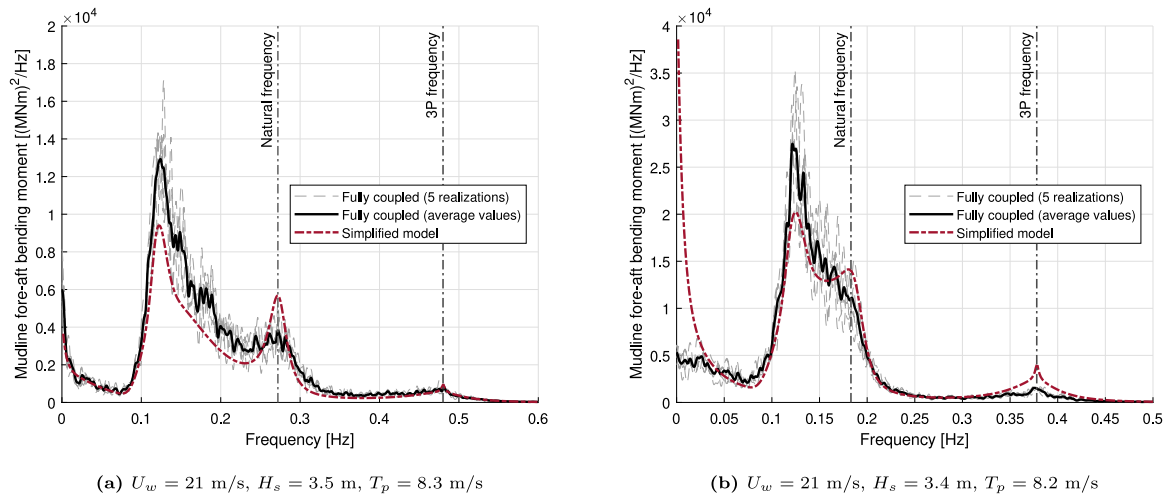 ×10⁴
Mudline fore-aft bending moment [(MNm)²/Hz]
2
1.8
1.6
1.4
1.2
1
0.8
0.6
0.4
0.2
0
Natural frequency
3P frequency
Fully coupled (5 realizations)
Fully coupled (average values)
Simplified model
0 0.1 0.2 0.3 0.4 0.5 0.6
Frequency [Hz]
(a) U_w = 21 m/s, H_s = 3.5 m, T_p = 8.3 m/s
×10⁴
Mudline fore-aft bending moment [(MNm)²/Hz]
4
3.5
3
2.5
2
1.5
1
0.5
0
Natural frequency
3P frequency
Fully coupled (5 realizations)
Fully coupled (average values)
Simplified model
0 0.05 0.1 0.15 0.2 0.25 0.3 0.35 0.4 0.45 0.5
Frequency [Hz]
(b) U_w = 21 m/s, H_s = 3.4 m, T_p = 8.2 m/s